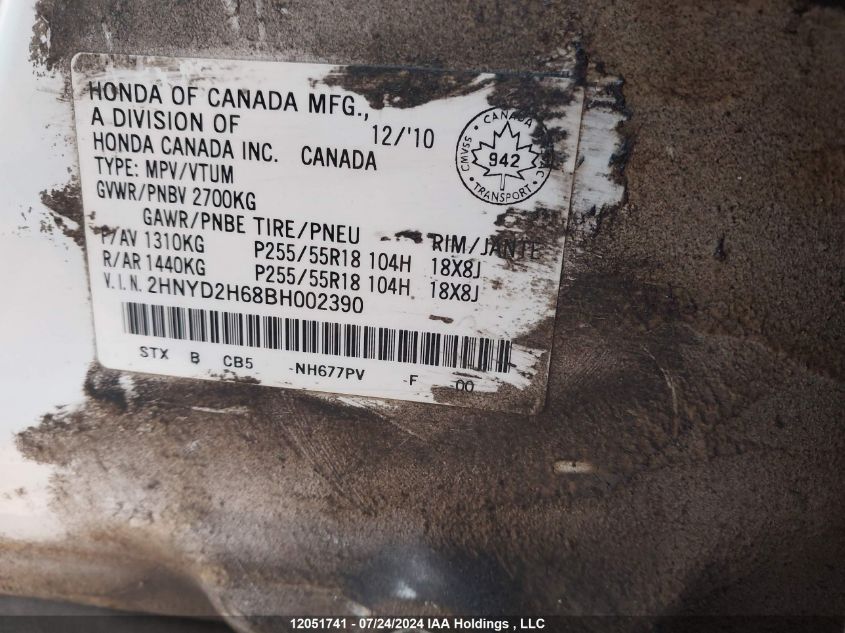 HONDA OF CANADA MFG.,
A DIVISION OF
HONDA CANADA INC. CANADA 12/'10
TYPE: MPV/VTUM
GVWR/PNBV 2700KG
GAWR/PNBE TIRE/PNEU RIM/JANTE
F/AV 1310KG P255/55R18 104H 18X8J
R/AR 1440KG P255/55R18 104H 18X8J
V.I.N. 2HNYD2H68BH002390
STX B CB5 -NH677PV -F -00
CANADA
CMVSS 942
TRANSPORT
12051741 - 07/24/2024 IAA Holdings , LLC